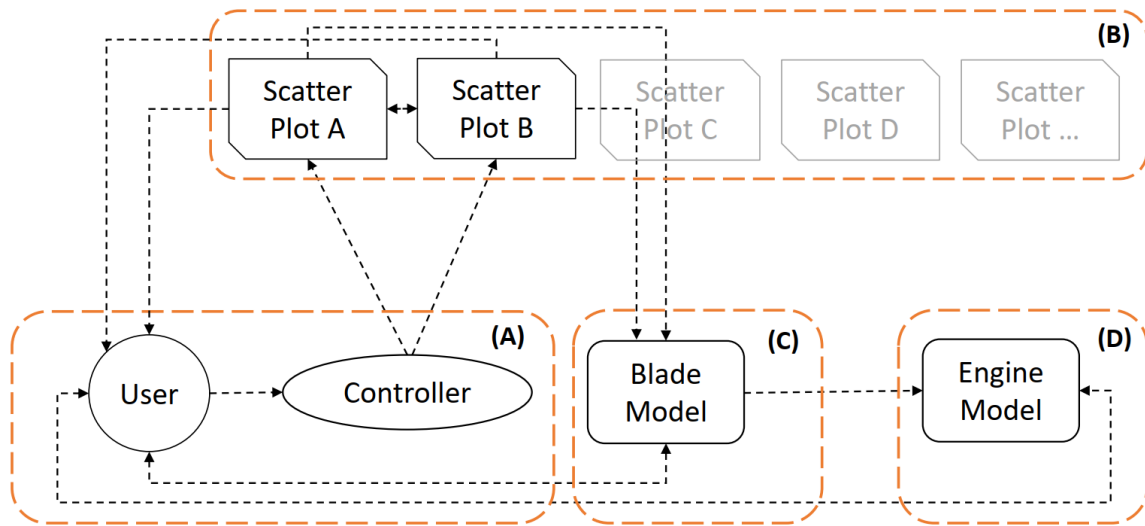 (B)
Scatter
Plot A
Scatter
Plot B
Scatter
Plot C
Scatter
Plot D
Scatter
Plot ...
(A)
User
Controller
(C)
Blade
Model
(D)
Engine
Model